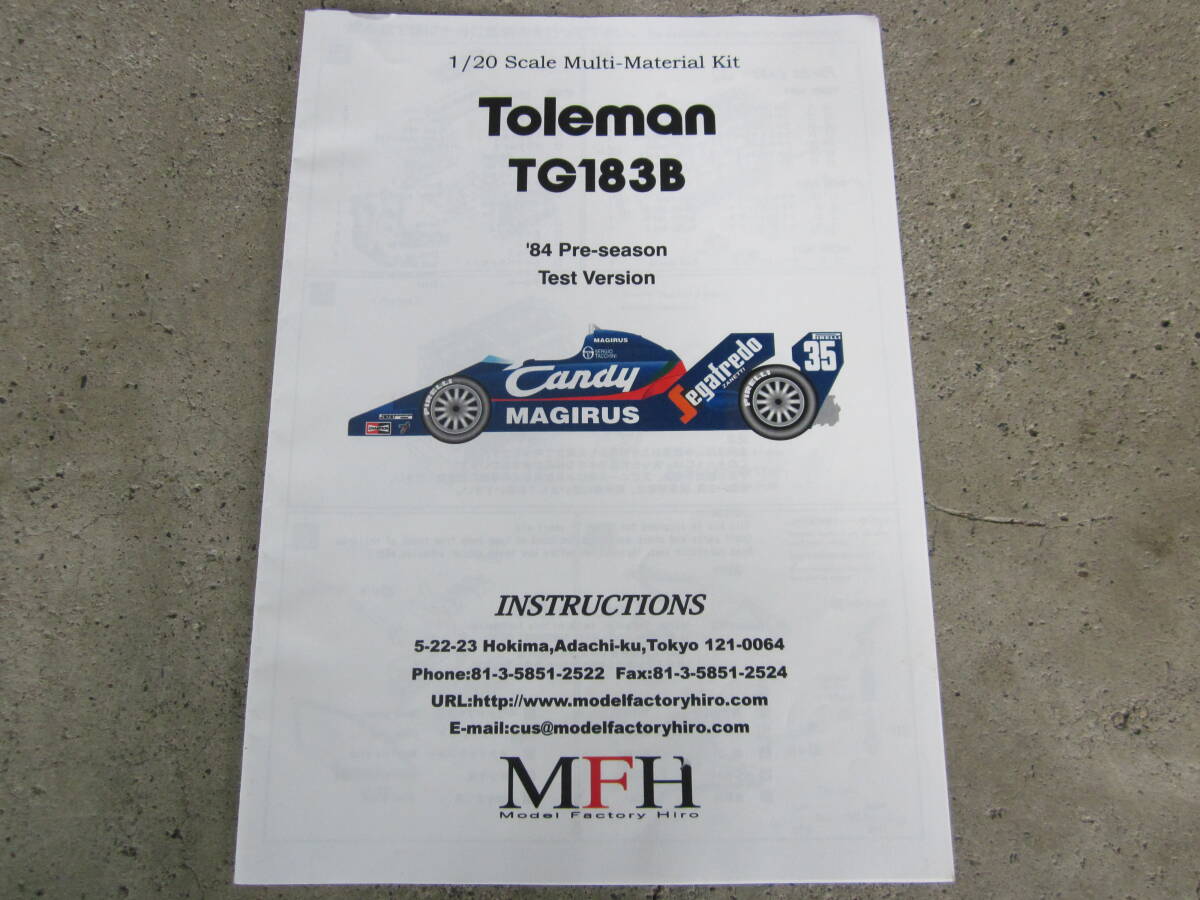 1/20 Scale Multi-Material Kit
Toleman
TG183B
'84 Pre-season
Test Version
MAGIRUS
SERGIO
TACCHINI
Candy
MAGIRUS
PIRELLI
Segafredo
ZANETTI
PIRELLI
PIRELLI
35
INSTRUCTIONS
5-22-23 Hokima,Adachi-ku,Tokyo 121-0064
Phone:81-3-5851-2522 Fax:81-3-5851-2524
URL:http://www.modelfactoryhiro.com
E-mail:cus@modelfactoryhiro.com
MFH
Model Factory Hiro